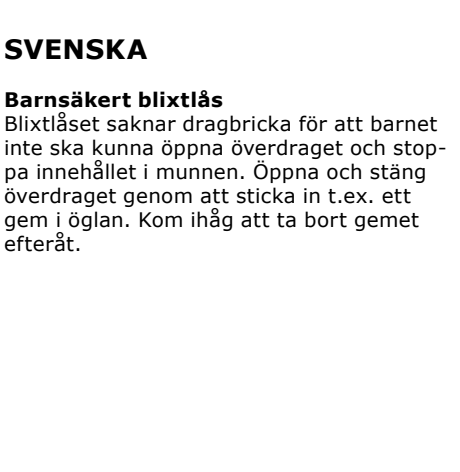 SVENSKA
Barnsäkert blixtlås
Blixtlåset saknar dragbricka för att barnet
inte ska kunna öppna överdraget och stop-
pa innehållet i munnen. Öppna och stäng
överdraget genom att sticka in t.ex. ett
gem i öglan. Kom ihåg att ta bort gemet
efteråt.